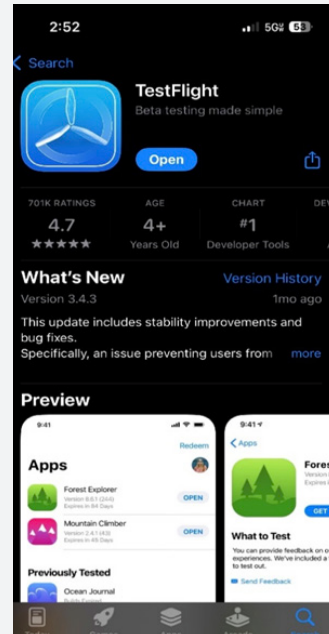 2:52
5G 53
Search
TestFlight
Beta testing made simple
Open
701K RATINGS
4.7
★★★★★
AGE
4+
Years Old
CHART
#1
Developer Tools
What's New
Version History
Version 3.4.3
1mo ago
This update includes stability improvements and
bug fixes.
Specifically, an issue preventing users from more
Preview
9:41
Redeem
Apps
Forest Explorer
Expires in 84 Days
OPEN
Mountain Climber
Expires in 45 Days
OPEN
Previously Tested
Ocean Journal
9:41
Apps
GET
What to Test
You can provide feedback on
experiences. We've included a
to test out.
Send Feedback